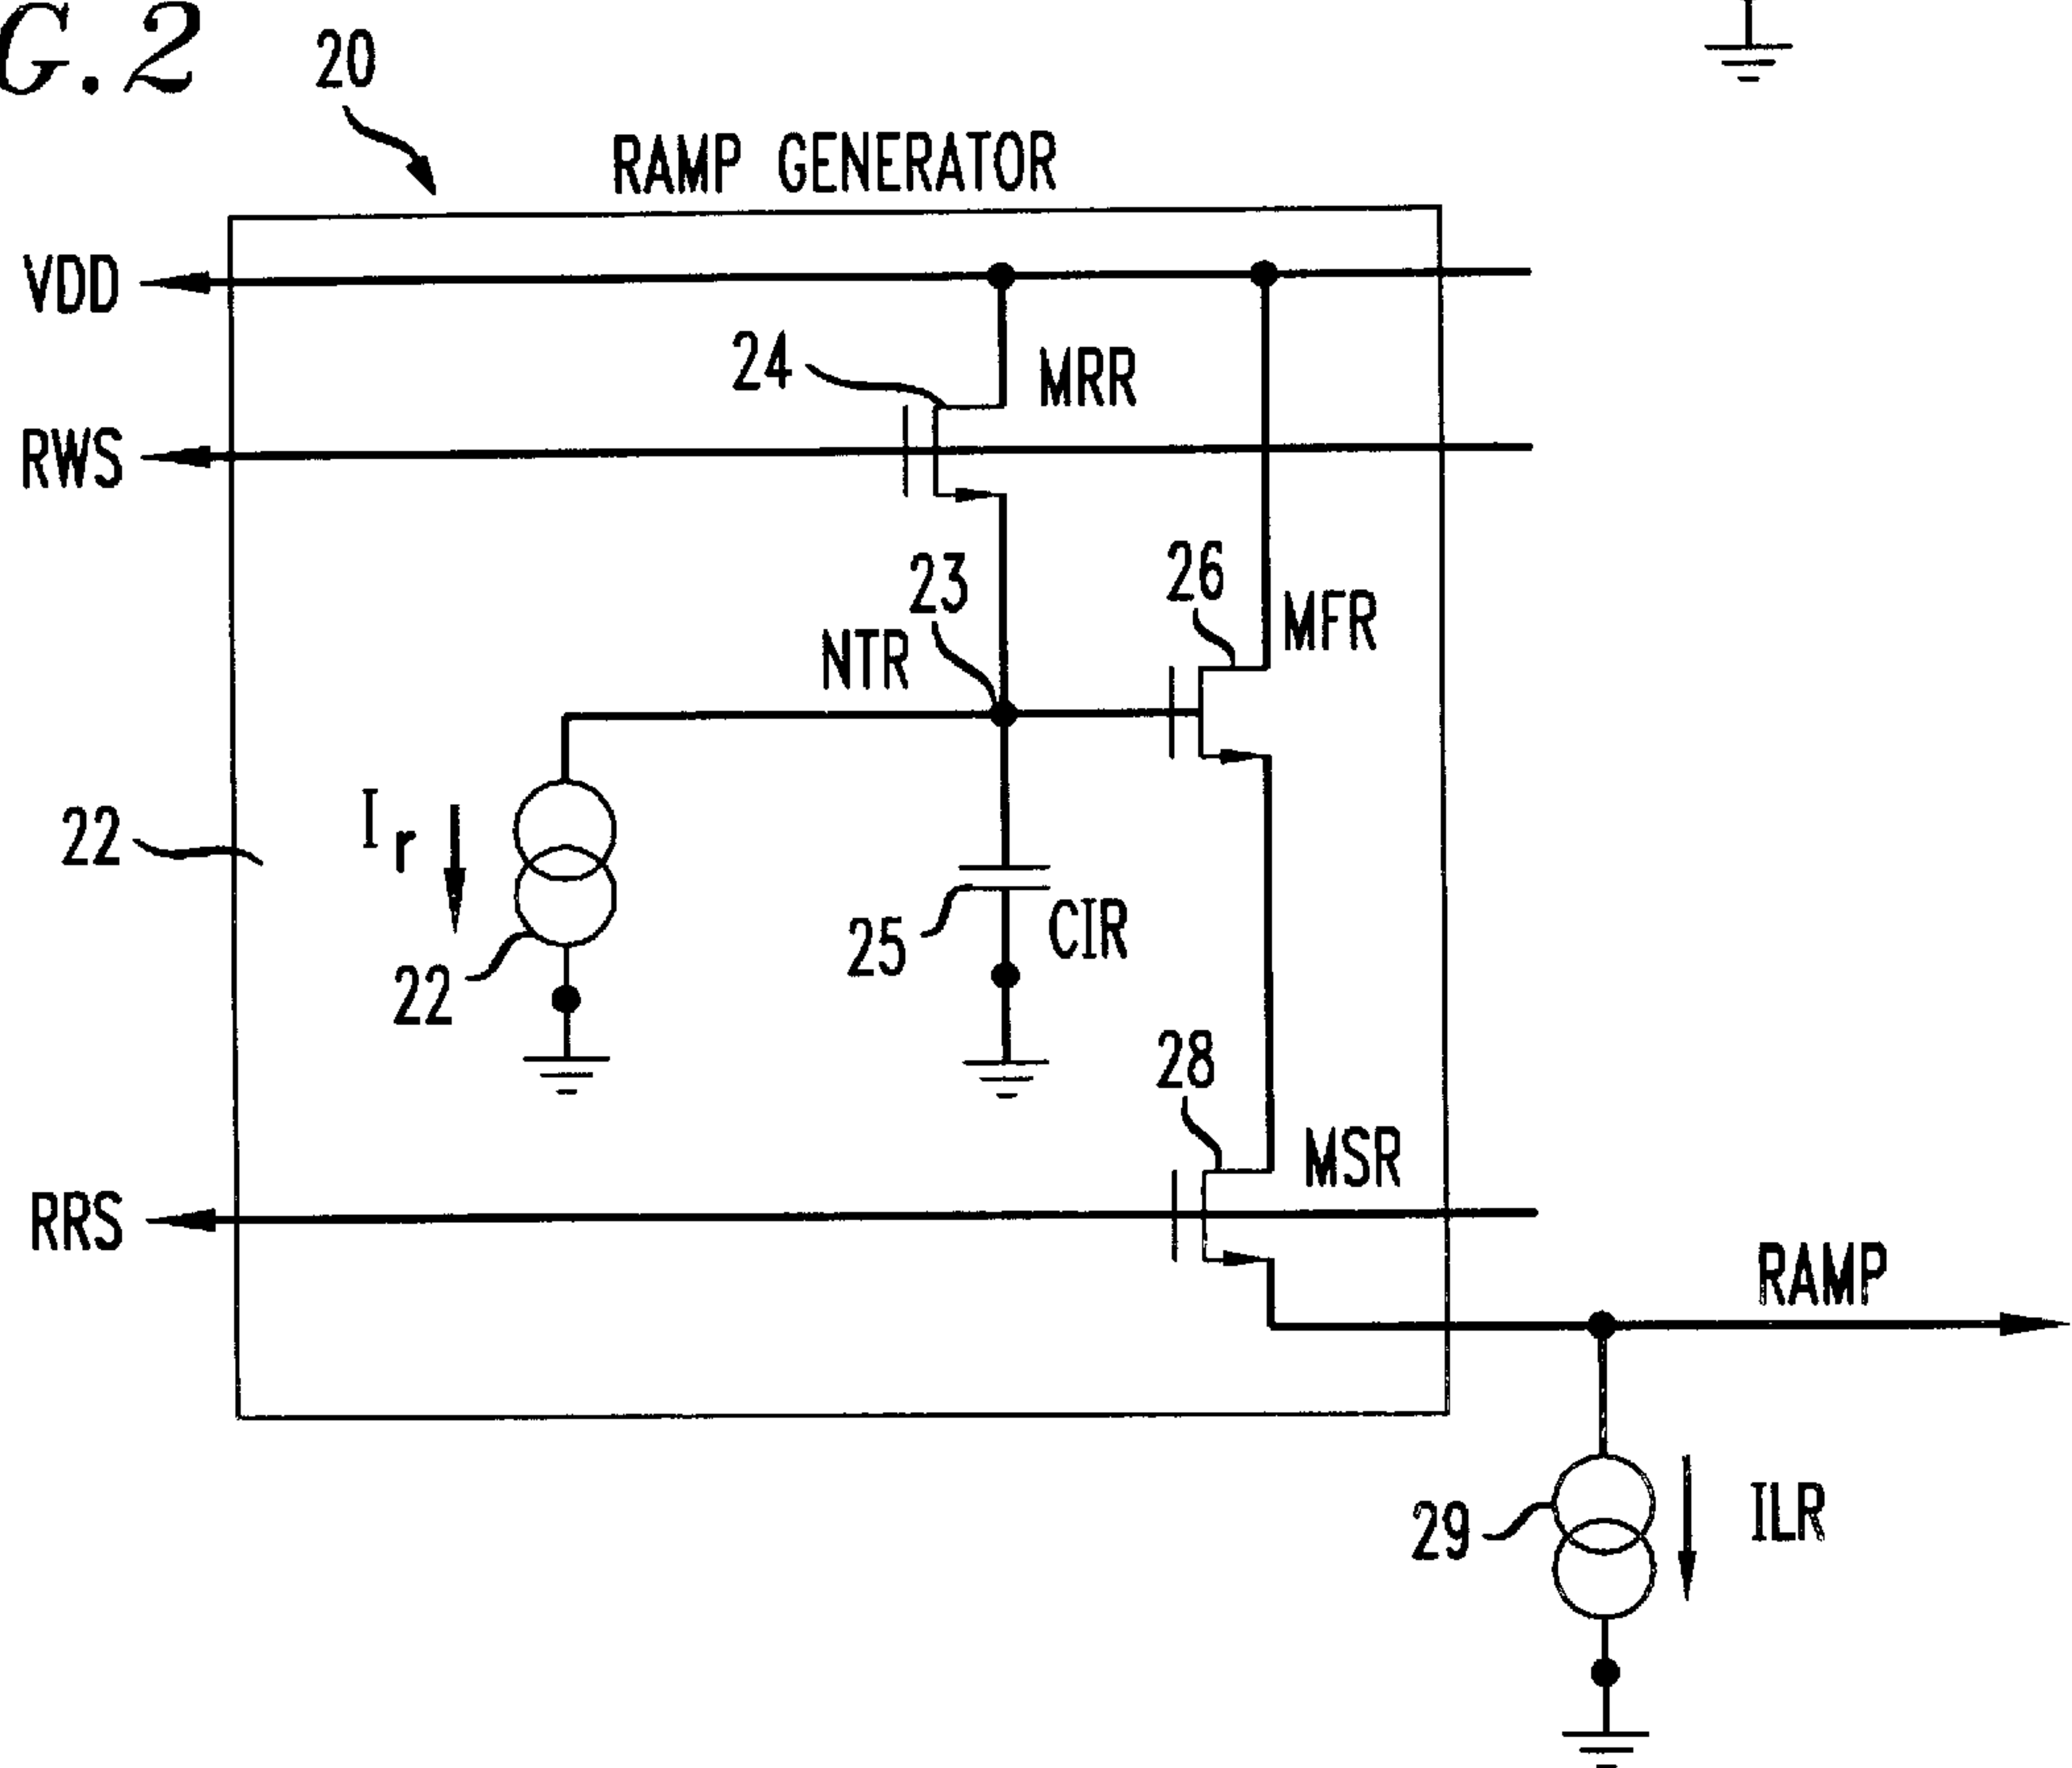 G.2
20
RAMP GENERATOR
VDD
24
MRR
RWS
23
26
MFR
NTR
22
Ir
25
CIR
22
28
MSR
RRS
RAMP
29
ILR